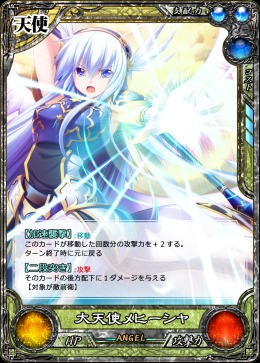 天使
【加速襲撃】:移動
このカードが移動した回数分の攻撃力を+2する。
ターン終了時に元に戻る
【二段突き】:攻撃
そのカードの後方配下に1ダメージを与える
【対象が敵前衛】
大天使メヒーシャ
HP
ANGEL
攻撃力